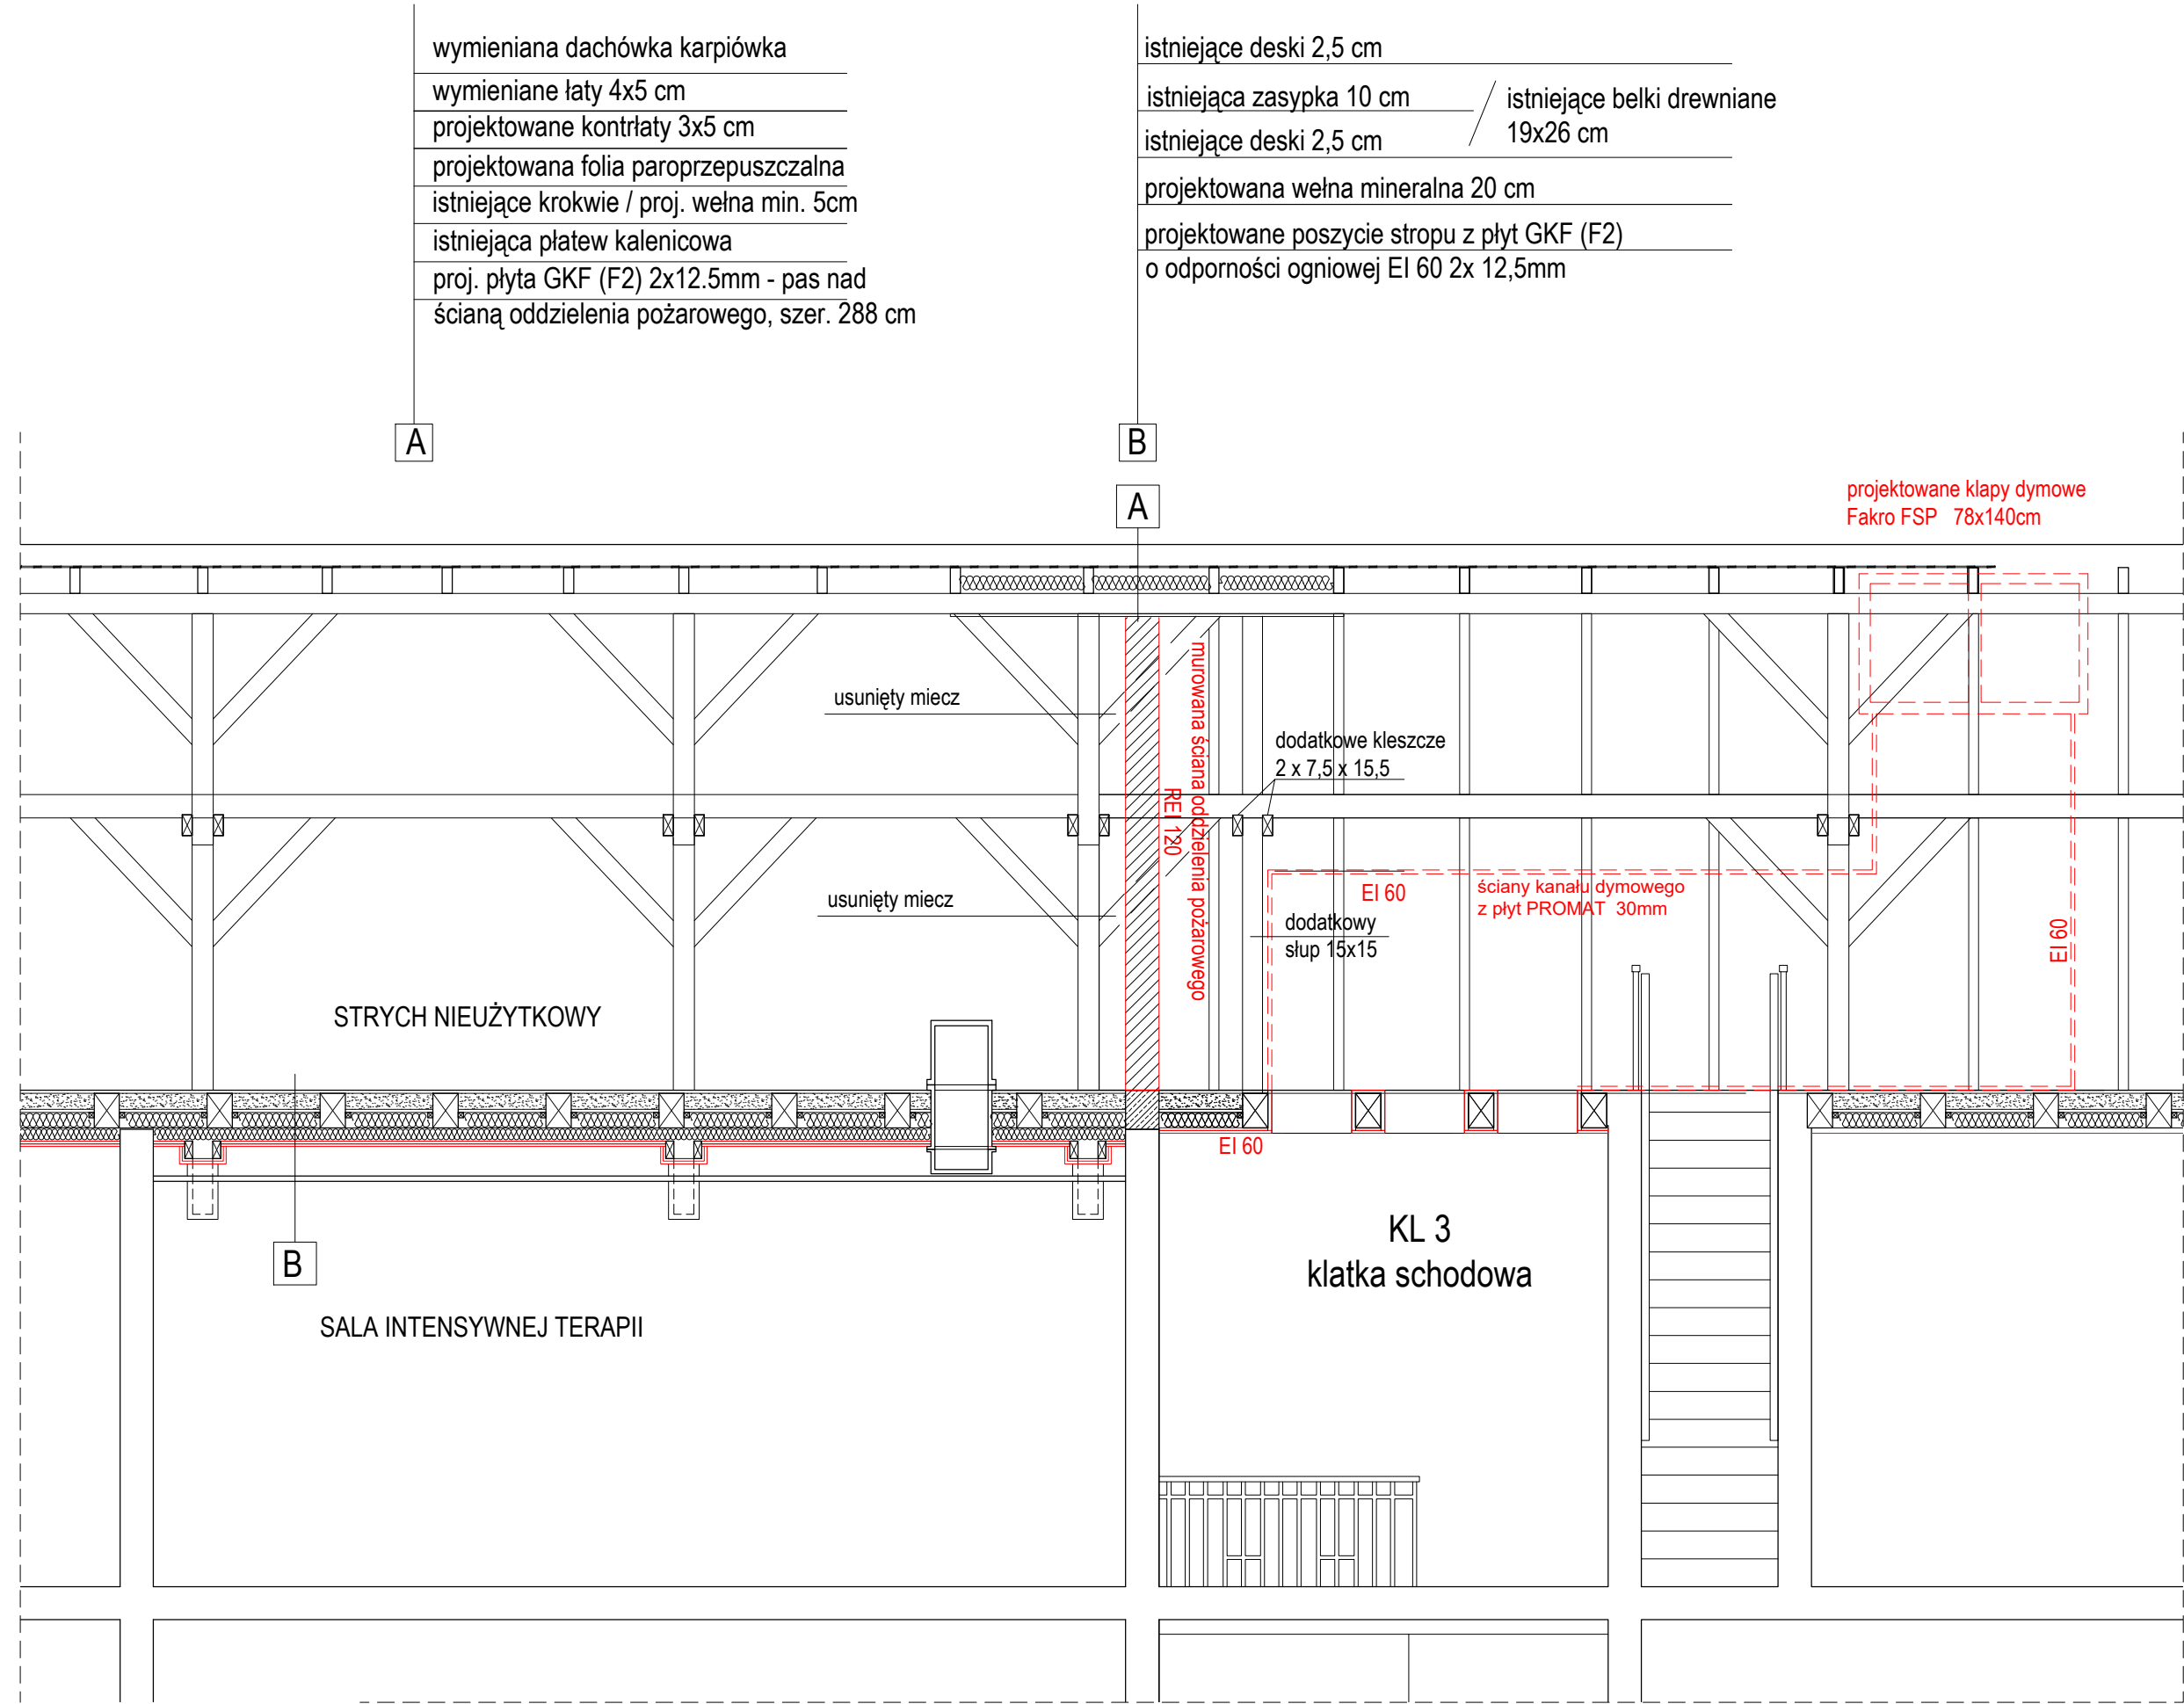 wymieniana dachówka karpiówka
wymieniane łaty 4x5 cm
projektowane kontrłaty 3x5 cm
projektowana folia paroprzepuszczalna
istniejące krokwie / proj. wełna min. 5cm
istniejąca płatew kalenicowa
proj. płyta GKF (F2) 2x12.5mm - pas nad
ścianą oddzielenia pożarowego, szer. 288 cm
A
istniejące deski 2,5 cm
istniejąca zasypka 10 cm
istniejące deski 2,5 cm
istniejące belki drewniane
19x26 cm
projektowana wełna mineralna 20 cm
projektowane poszycie stropu z płyt GKF (F2)
o odporności ogniowej EI 60 2x 12,5mm
B
A
projektowane klapy dymowe
Fakro FSP 78x140cm
usunięty miecz
murowana ściana oddzielenia pożarowego
REI 120
dodatkowe kleszcze
2 x 7,5 x 15,5
usunięty miecz
EI 60
ściany kanału dymowego
z płyt PROMAT 30mm
dodatkowy
słup 15x15
EI 60
STRYCH NIEUŻYTKOWY
EI 60
B
KL 3
klatka schodowa
SALA INTENSYWNEJ TERAPII